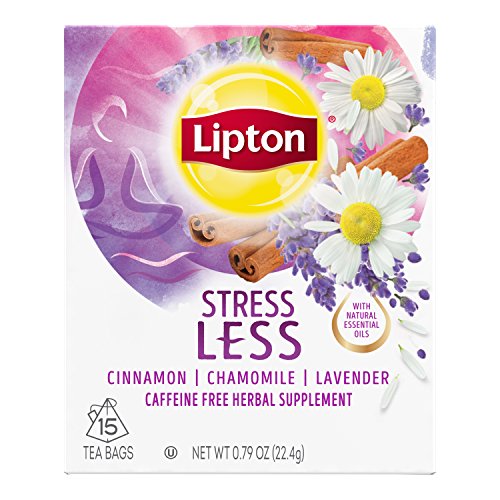 Lipton
®
STRESS
LESS
WITH
NATURAL
ESSENTIAL
OILS
CINNAMON | CHAMOMILE | LAVENDER
CAFFEINE FREE HERBAL SUPPLEMENT
15
TEA BAGS
U NET WT 0.79 OZ (22.4g)